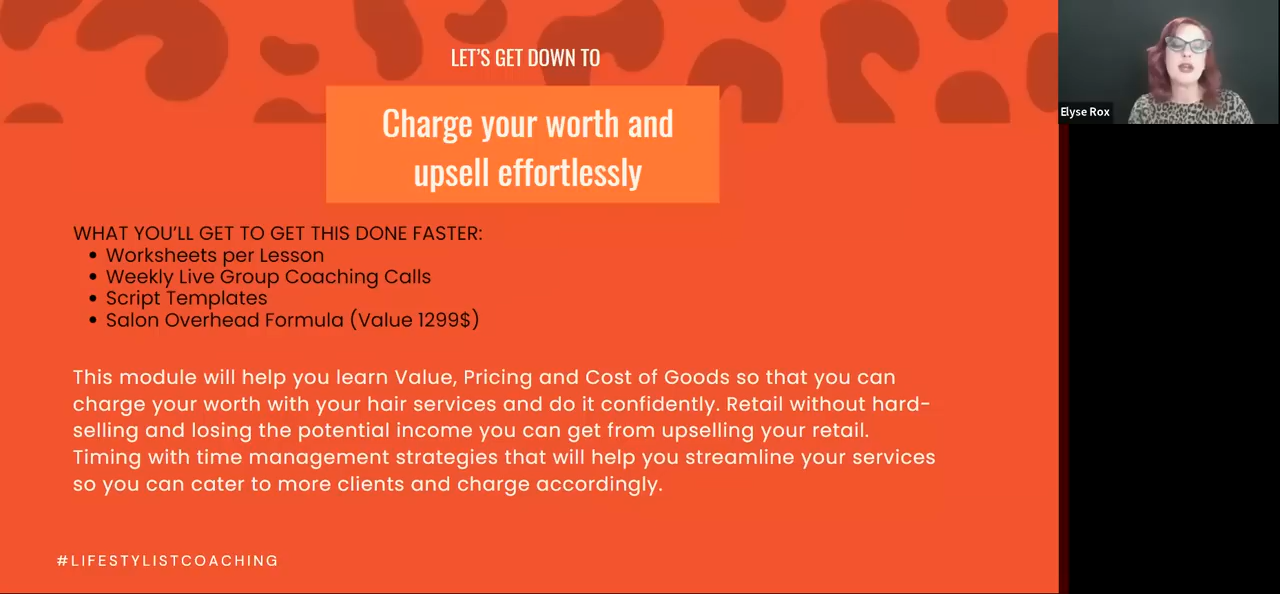 LET'S GET DOWN TO
Charge your worth and
upsell effortlessly
Elyse Rox
WHAT YOU'LL GET TO GET THIS DONE FASTER:
• Worksheets per Lesson
• Weekly Live Group Coaching Calls
• Script Templates
• Salon Overhead Formula (Value 1299$)
This module will help you learn Value, Pricing and Cost of Goods so that you can
charge your worth with your hair services and do it confidently. Retail without hard-
selling and losing the potential income you can get from upselling your retail.
Timing with time management strategies that will help you streamline your services
so you can cater to more clients and charge accordingly.
#LIFESTYLISTCOACHING